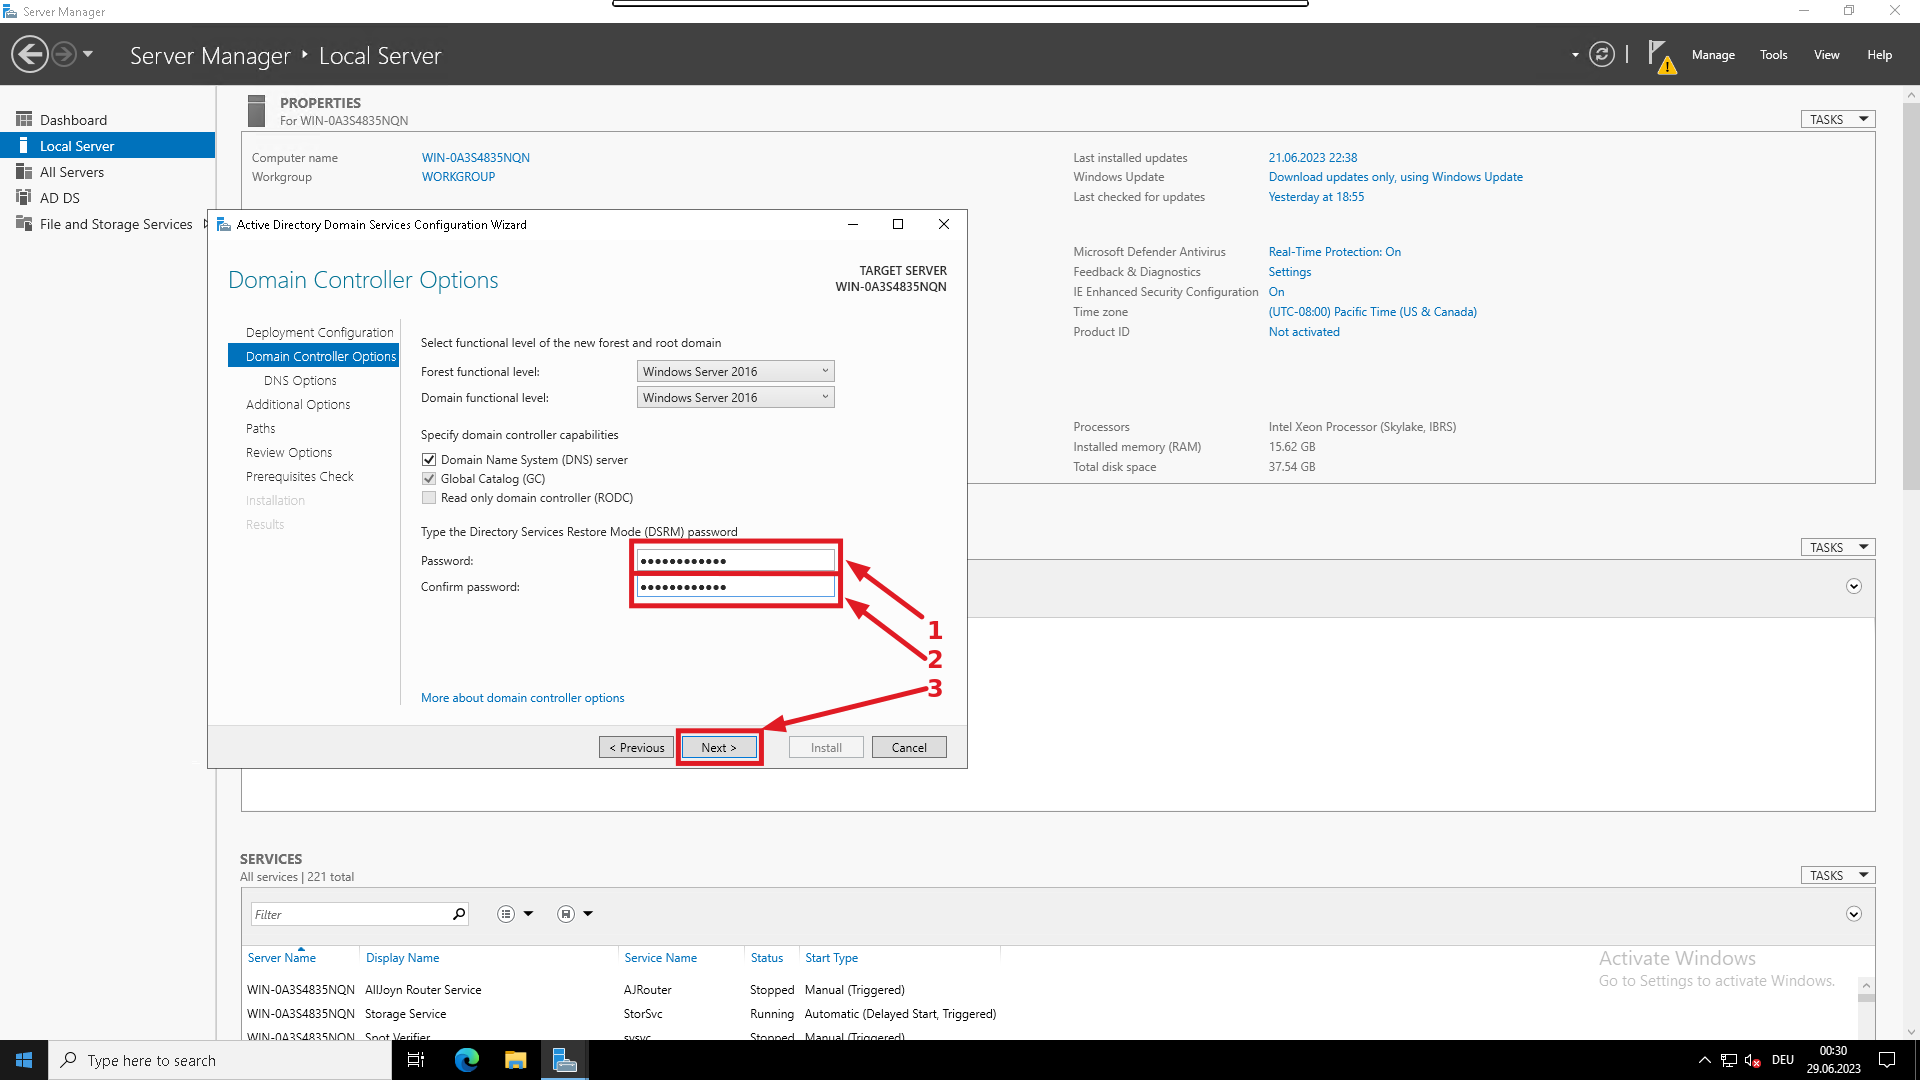 Server Manager
Server Manager ‣ Local Server
Manage
Tools
View
Help
Dashboard
Local Server
All Servers
AD DS
File and Storage Services
PROPERTIES
For WIN-0A3S4835NQN
TASKS
Computer name
WIN-0A3S4835NQN
Workgroup
WORKGROUP
Last installed updates
21.06.2023 22:38
Windows Update
Download updates only, using Windows Update
Last checked for updates
Yesterday at 18:55
Microsoft Defender Antivirus
Real-Time Protection: On
Feedback & Diagnostics
Settings
IE Enhanced Security Configuration
On
Time zone
(UTC-08:00) Pacific Time (US & Canada)
Product ID
Not activated
Processors
Intel Xeon Processor (Skylake, IBRS)
Installed memory (RAM)
15.62 GB
Total disk space
37.54 GB
Active Directory Domain Services Configuration Wizard
Domain Controller Options
TARGET SERVER
WIN-0A3S4835NQN
Deployment Configuration
Domain Controller Options
DNS Options
Additional Options
Paths
Review Options
Prerequisites Check
Installation
Results
Select functional level of the new forest and root domain
Forest functional level:
Windows Server 2016
Domain functional level:
Windows Server 2016
Specify domain controller capabilities
Domain Name System (DNS) server
Global Catalog (GC)
Read only domain controller (RODC)
Type the Directory Services Restore Mode (DSRM) password
Password:
●●●●●●●●●●●●
Confirm password:
●●●●●●●●●●●●
1
2
3
More about domain controller options
< Previous
Next >
Install
Cancel
TASKS
SERVICES
All services | 221 total
TASKS
Filter
Server Name
Display Name
Service Name
Status
Start Type
WIN-0A3S4835NQN AllJoyn Router Service AJRouter Stopped Manual (Triggered)
WIN-0A3S4835NQN Storage Service StorSvc Running Automatic (Delayed Start, Triggered)
WIN-0A3S4835NQN Spot Verifier svsvc Stopped Manual (Triggered)
Activate Windows
Go to Settings to activate Windows.
Type here to search
DEU
00:30
29.06.2023